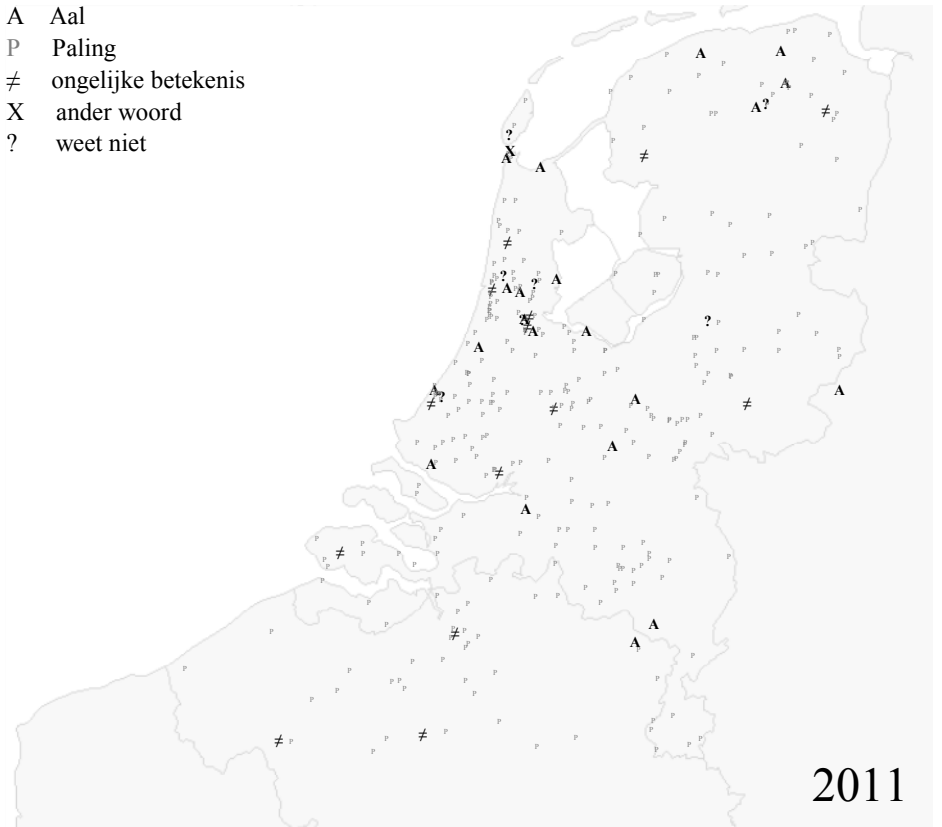 A Aal
P Paling
≠ ongelijke betekenis
X ander woord
? weet niet
2011